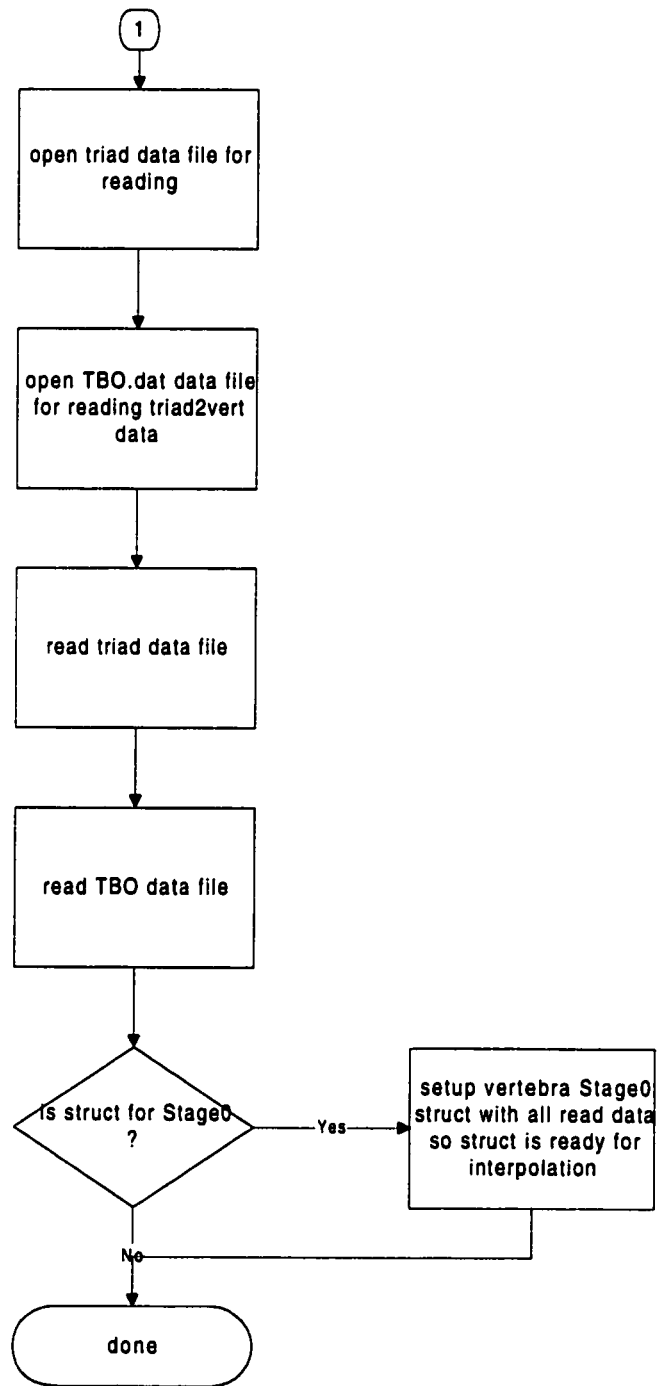 1
open triad data file for
reading
open TBO.dat data file
for reading triad2vert
data
read triad data file
read TBO data file
is struct for Stage0
?
Yes
setup vertebra Stage0
struct with all read data
so struct is ready for
interpolation
No
done